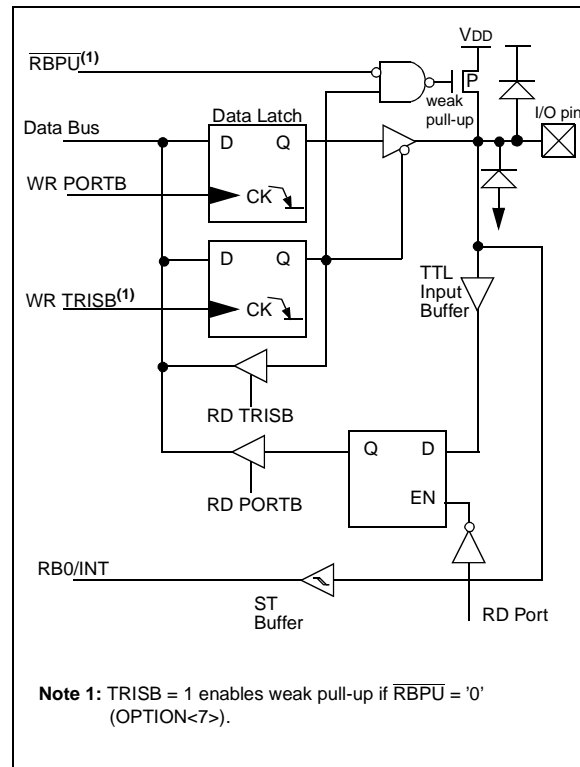 VDD
RBPU(1)
P
weak
pull-up
I/O pin
Data Latch
Data Bus
D Q
WR PORTB
CK
D Q
TTL
Input
Buffer
WR TRISB(1)
CK
RD TRISB
Q D
RD PORTB
EN
RB0/INT
ST
Buffer
RD Port
Note 1: TRISB = 1 enables weak pull-up if RBPU = '0'
(OPTION<7>).